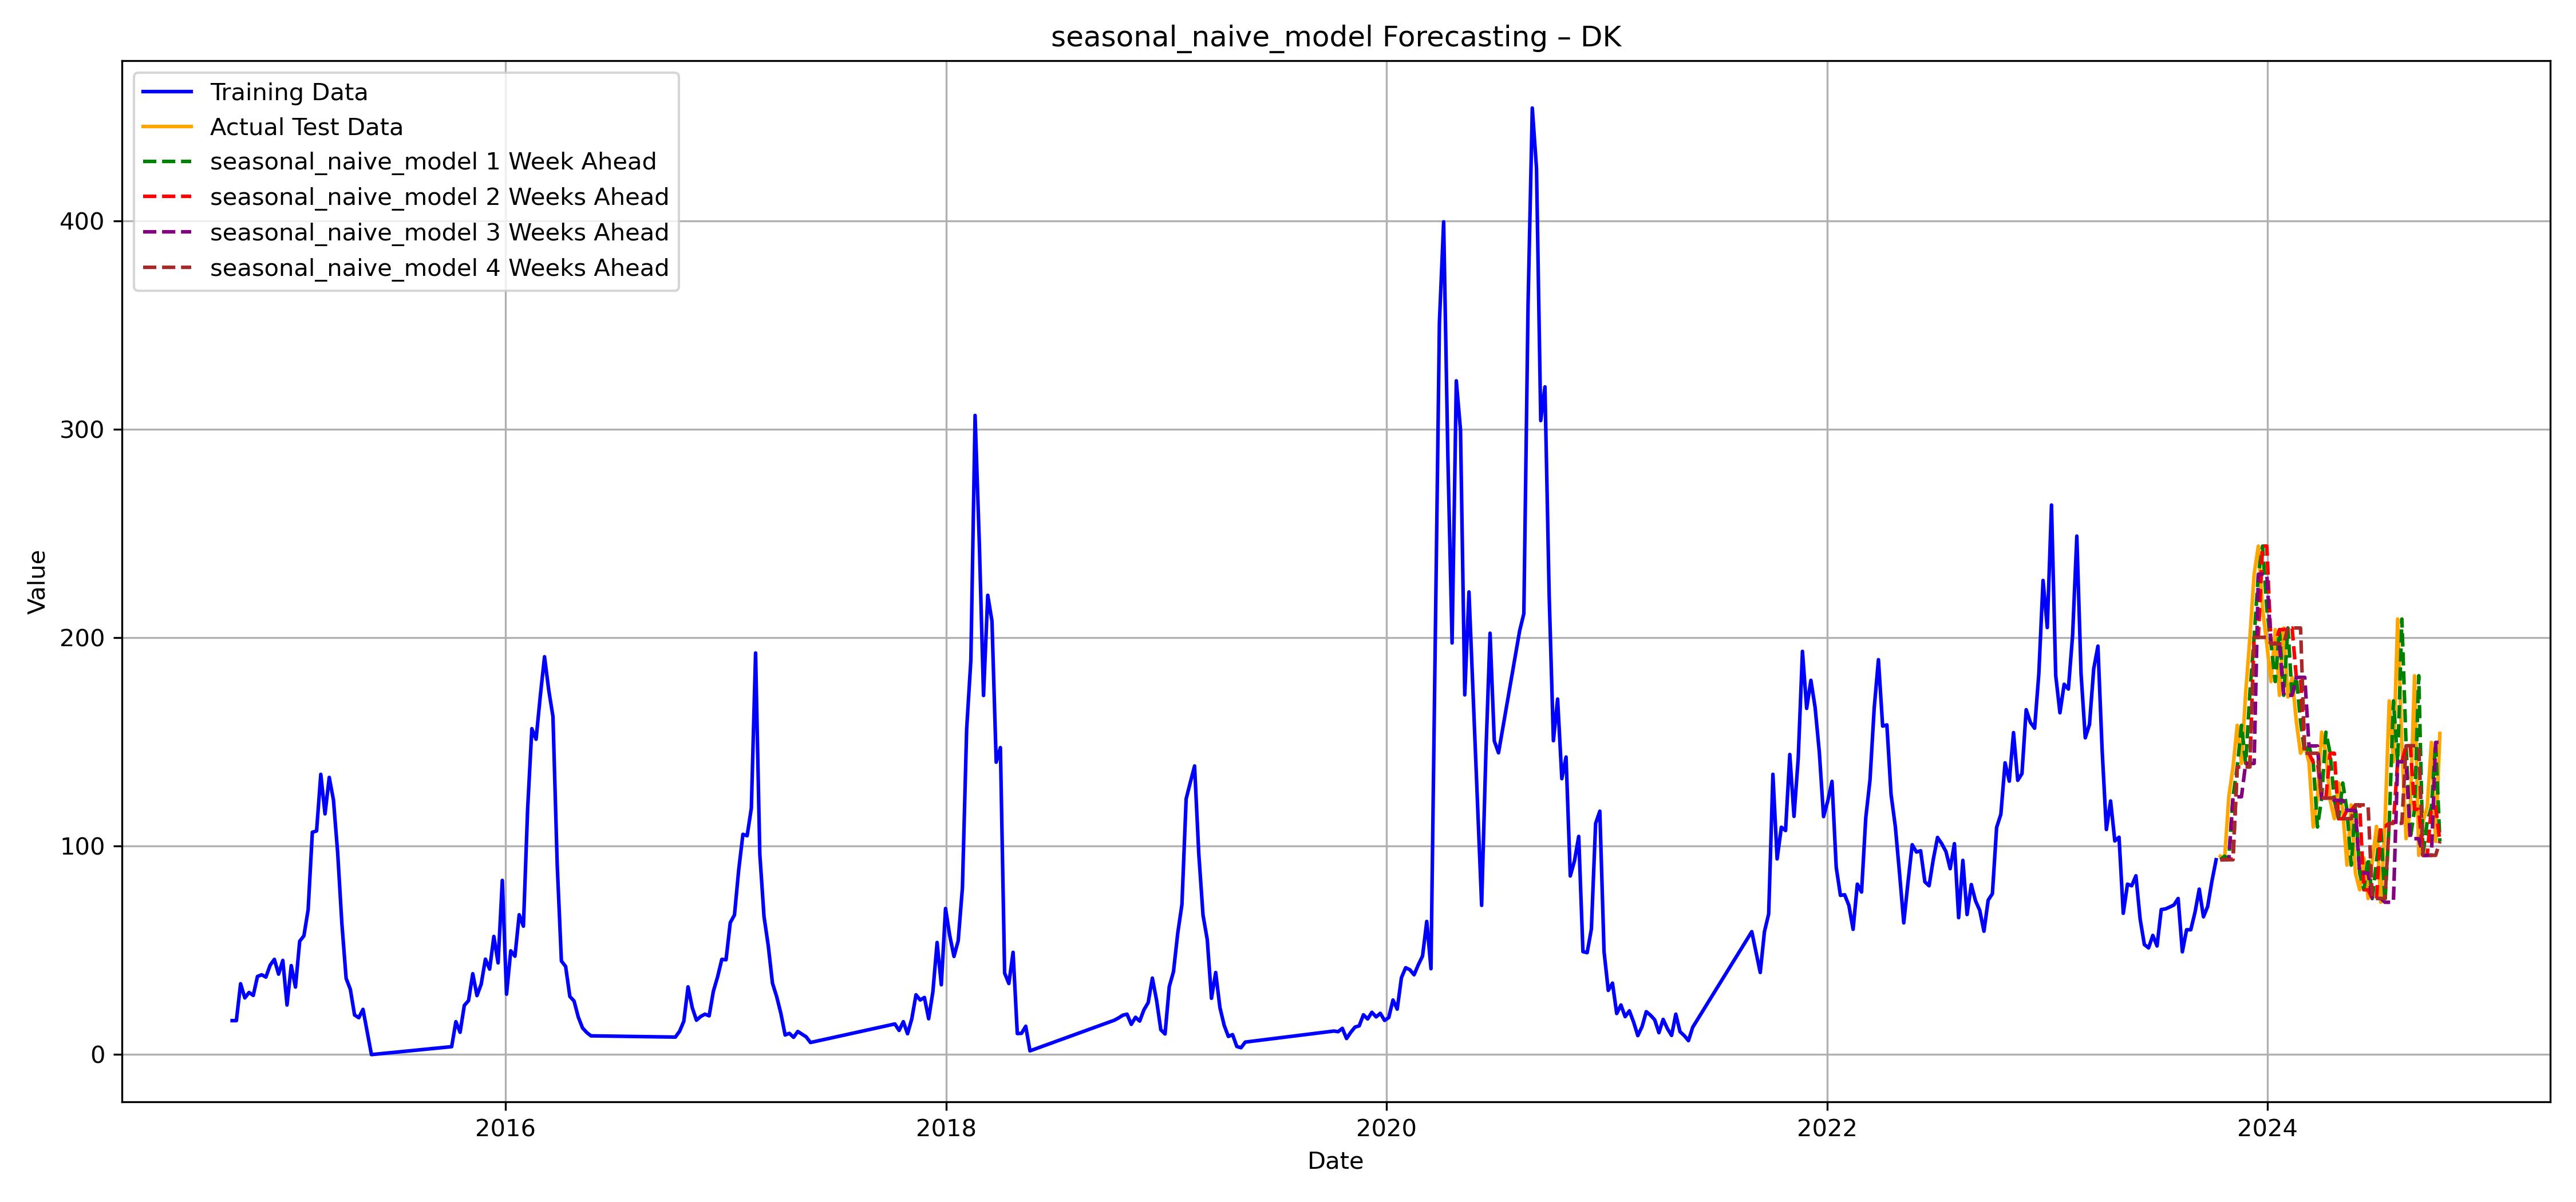 seasonal_naive_model Forecasting – DK
Training Data
Actual Test Data
seasonal_naive_model 1 Week Ahead
seasonal_naive_model 2 Weeks Ahead
seasonal_naive_model 3 Weeks Ahead
seasonal_naive_model 4 Weeks Ahead
Value
400
300
200
100
0
2016
2018
2020
2022
2024
Date